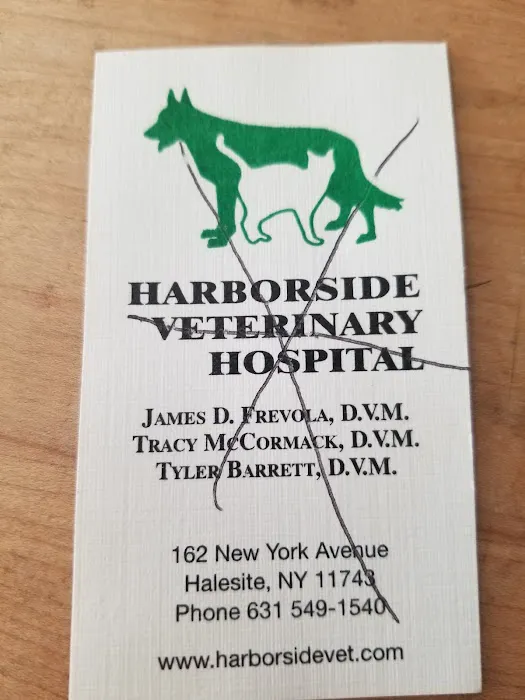 HARBORSIDE
VETERINARY
HOSPITAL
JAMES D. FREVOLA, D.V.M.
TRACY MCCORMACK, D.V.M.
TYLER BARRETT, D.V.M.
162 New York Avenue
Halesite, NY 11743
Phone 631 549-1540
www.harborsidevet.com